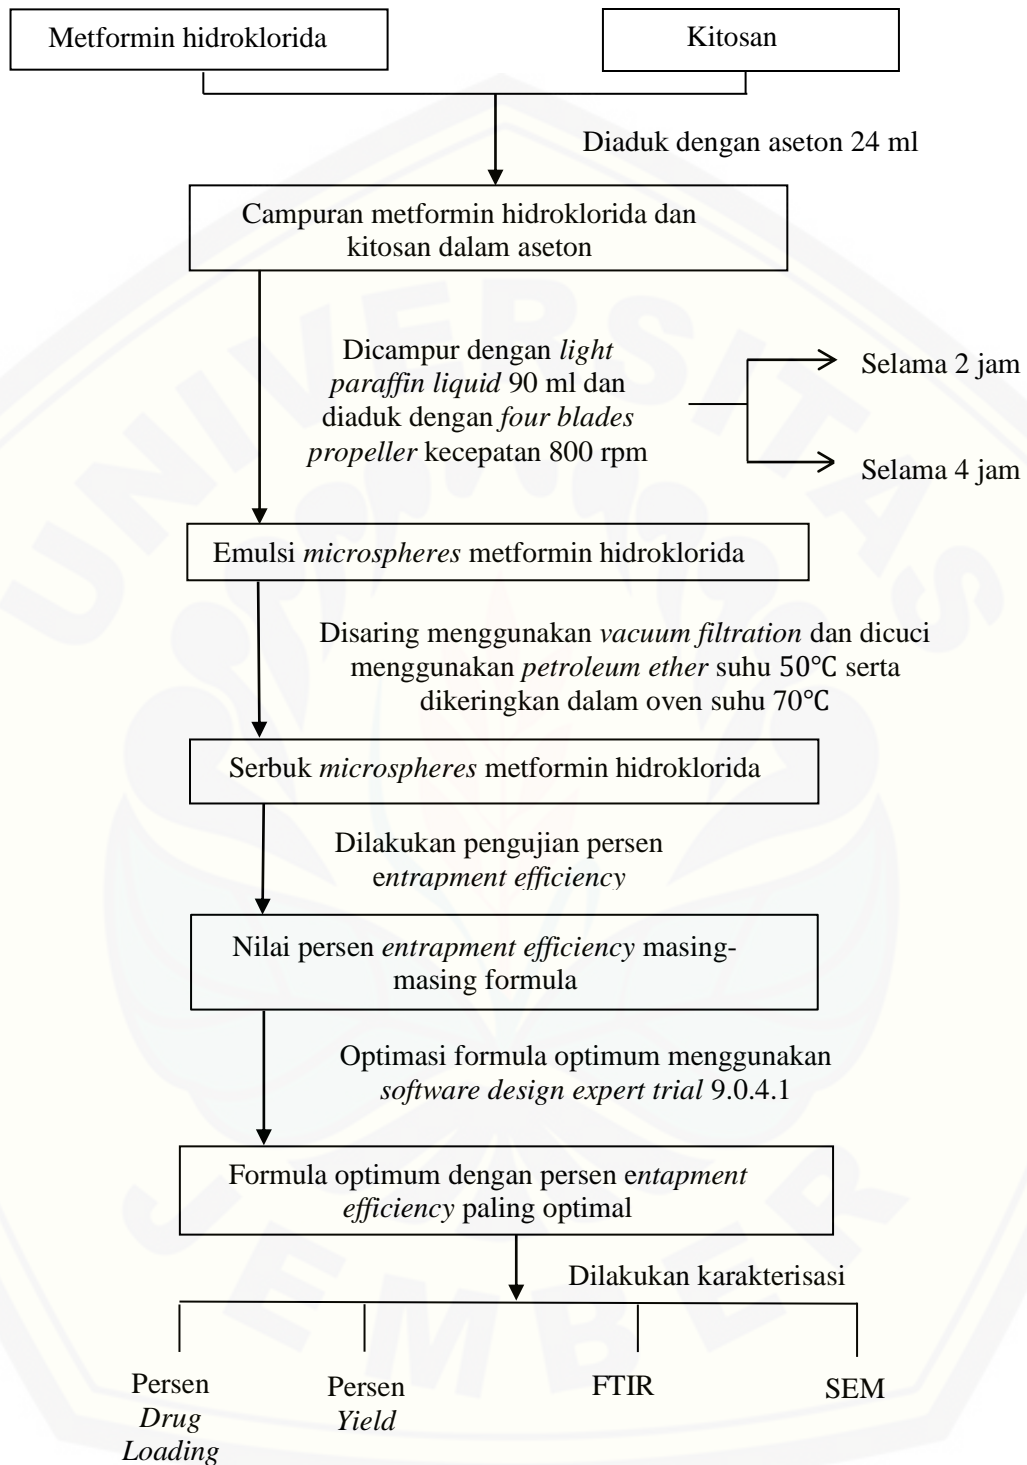 Metformin hidroklorida
Kitosan
Diaduk dengan aseton 24 ml
Campuran metformin hidroklorida dan
kitosan dalam aseton
Dicampur dengan light
paraffin liquid 90 ml dan
diaduk dengan four blades
propeller kecepatan 800 rpm
Selama 2 jam
Selama 4 jam
Emulsi microspheres metformin hidroklorida
Disaring menggunakan vacuum filtration dan dicuci
menggunakan petroleum ether suhu 50°C serta
dikeringkan dalam oven suhu 70°C
Serbuk microspheres metformin hidroklorida
Dilakukan pengujian persen
entrapment efficiency
Nilai persen entrapment efficiency masing-
masing formula
Optimasi formula optimum menggunakan
software design expert trial 9.0.4.1
Formula optimum dengan persen entapment
efficiency paling optimal
Dilakukan karakterisasi
Persen
Drug
Loading
Persen
Yield
FTIR
SEM
UNIVERSITAS
JEMBER